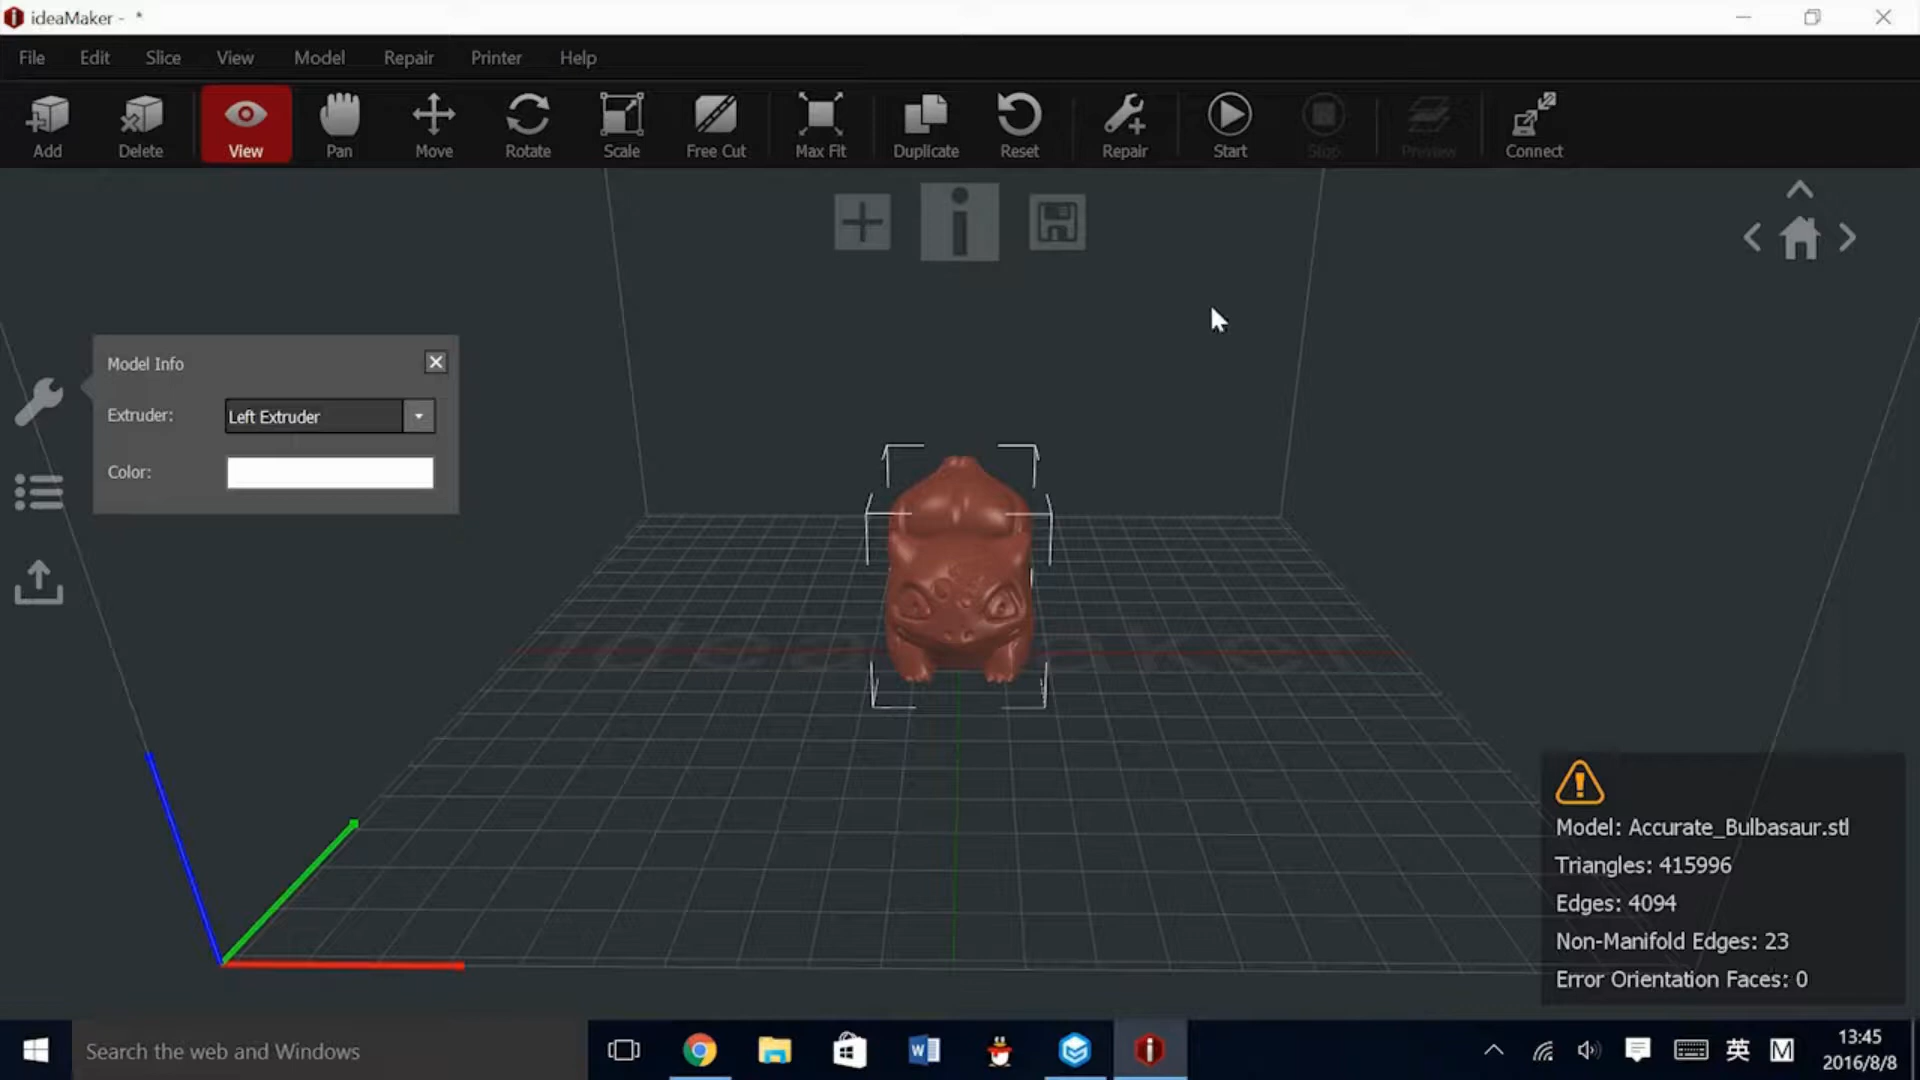 ideaMaker - *
File Edit Slice View Model Repair Printer Help
Add Delete View Pan Move Rotate Scale Free Cut Max Fit Duplicate Reset Repair Start Stop Preview Connect
Model Info
Extruder: Left Extruder
Color:
ideaMaker
Model: Accurate_Bulbasaur.stl
Triangles: 415996
Edges: 4094
Non-Manifold Edges: 23
Error Orientation Faces: 0
Search the web and Windows
英
M
13:45
2016/8/8